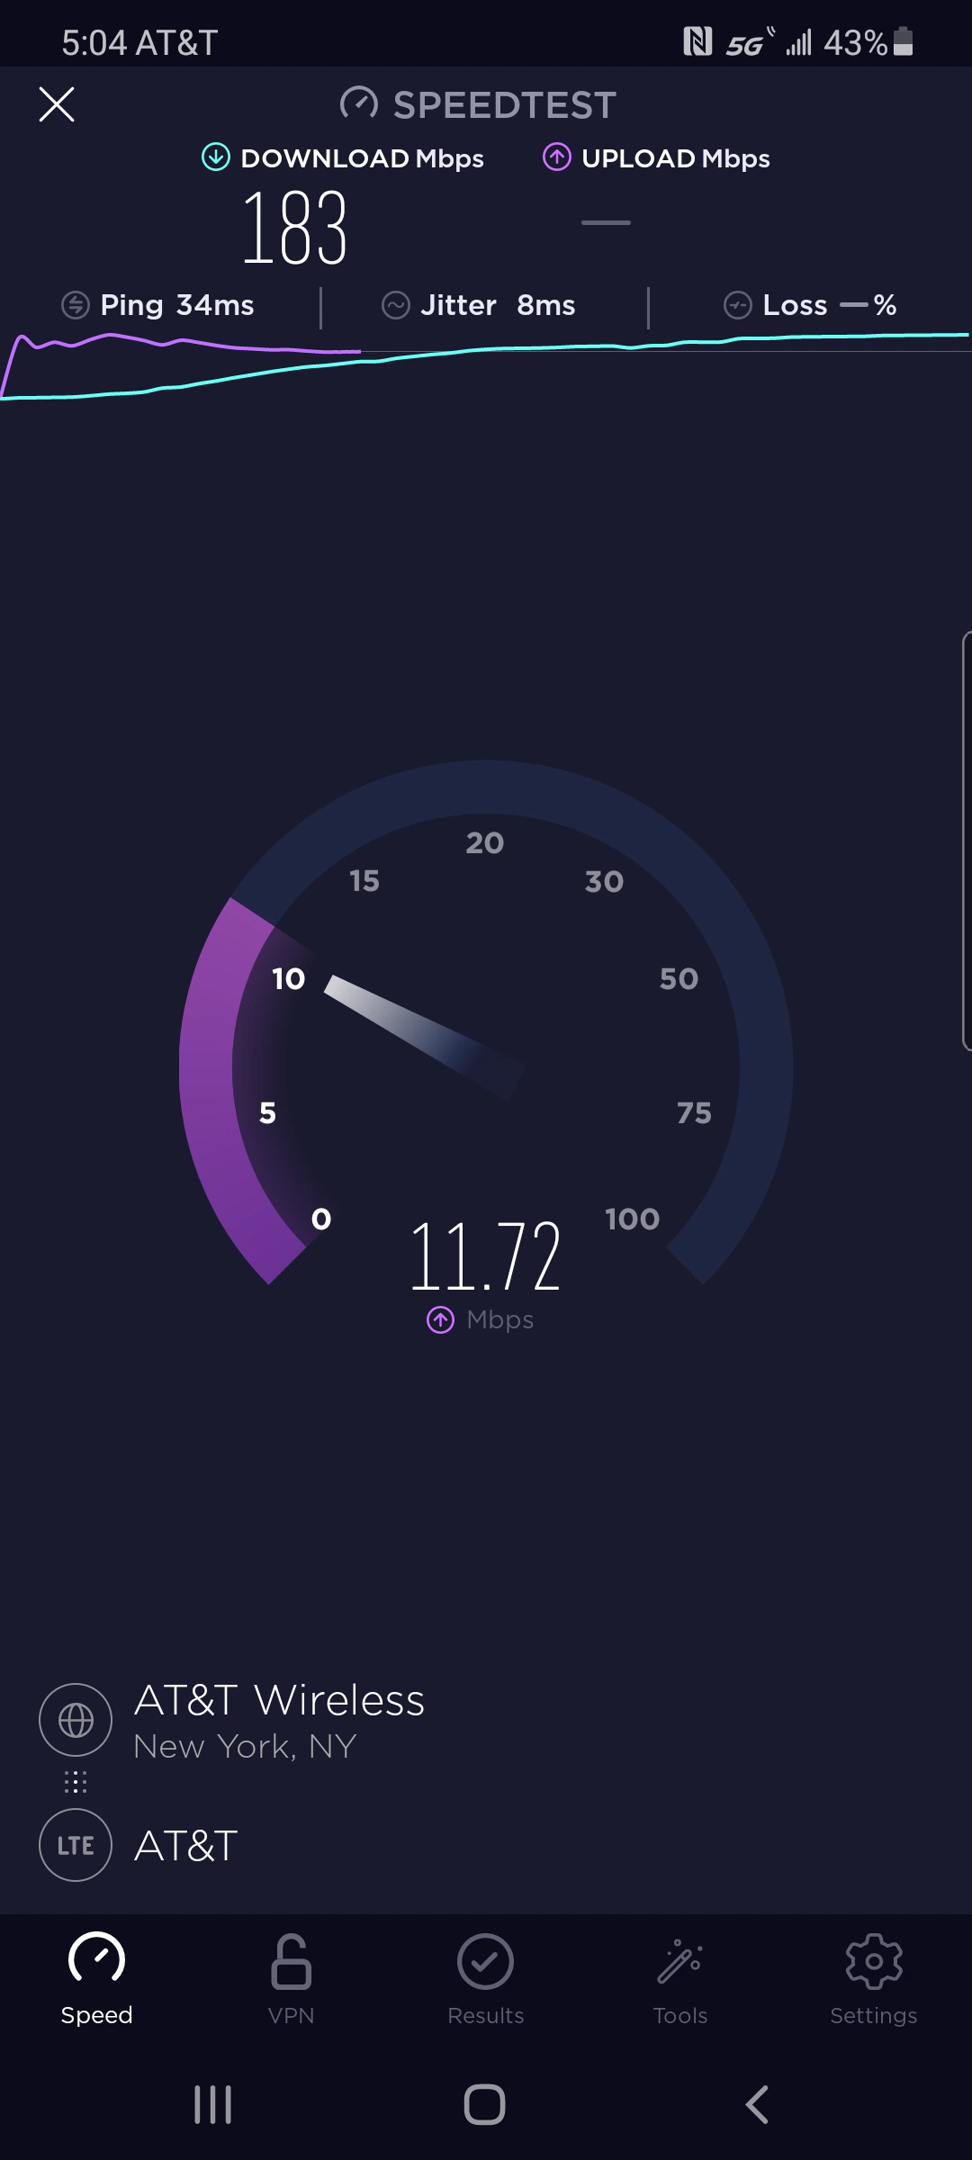 5:04 AT&T 5G 43%
SPEEDTEST
DOWNLOAD Mbps UPLOAD Mbps
183 —
Ping 34ms Jitter 8ms Loss —%
20
15 30
10 50
5 75
0 100
11.72
Mbps
AT&T Wireless
New York, NY
LTE AT&T
Speed VPN Results Tools Settings